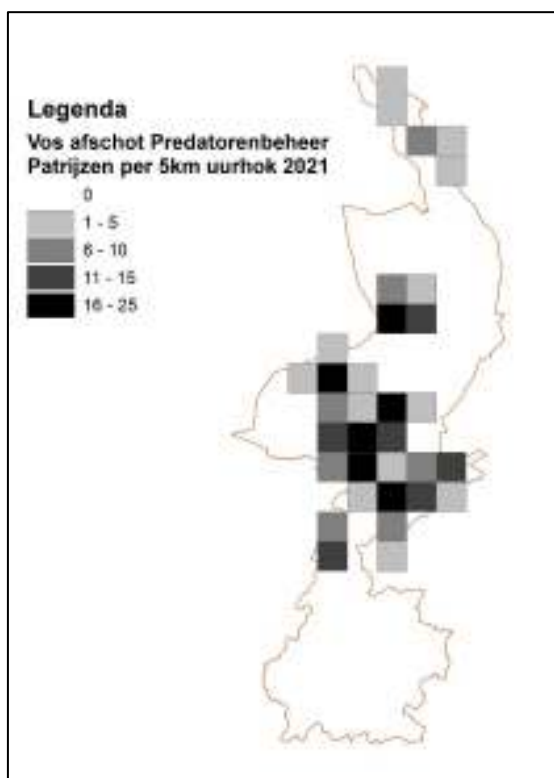 Legenda
Vos afschot Predatorenbeheer
Patrijzen per 5km uurhok 2021
0
1 - 5
6 - 10
11 - 15
16 - 25